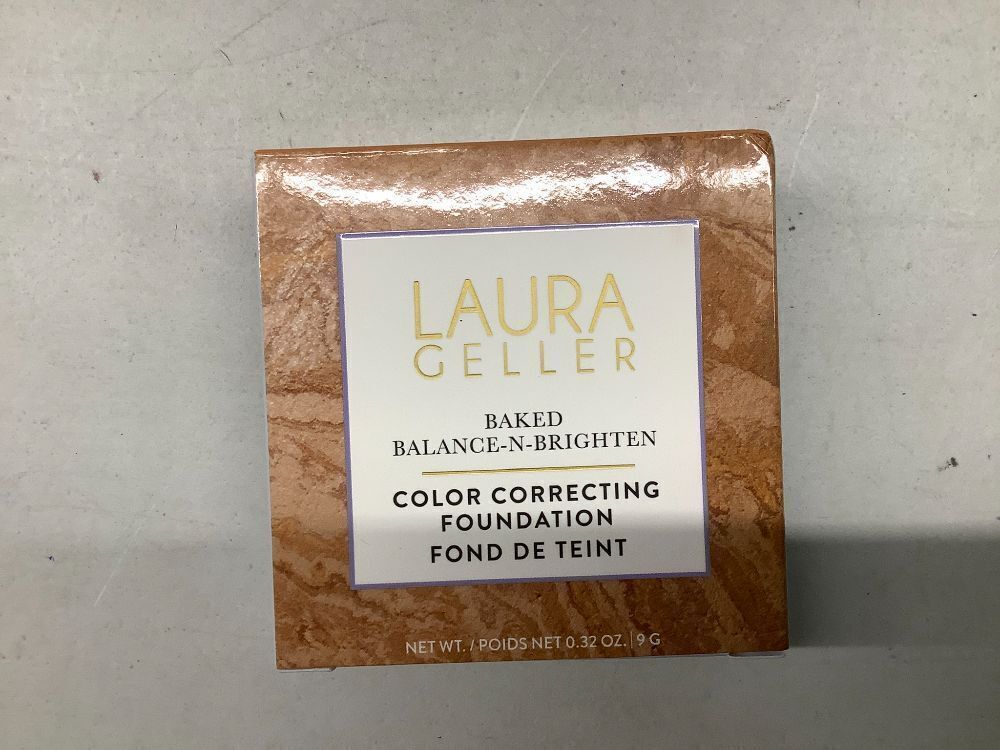 LAURA
GELLER
BAKED
BALANCE-N-BRIGHTEN
COLOR CORRECTING
FOUNDATION
FOND DE TEINT
NET WT. / POIDS NET 0.32 OZ. | 9 G